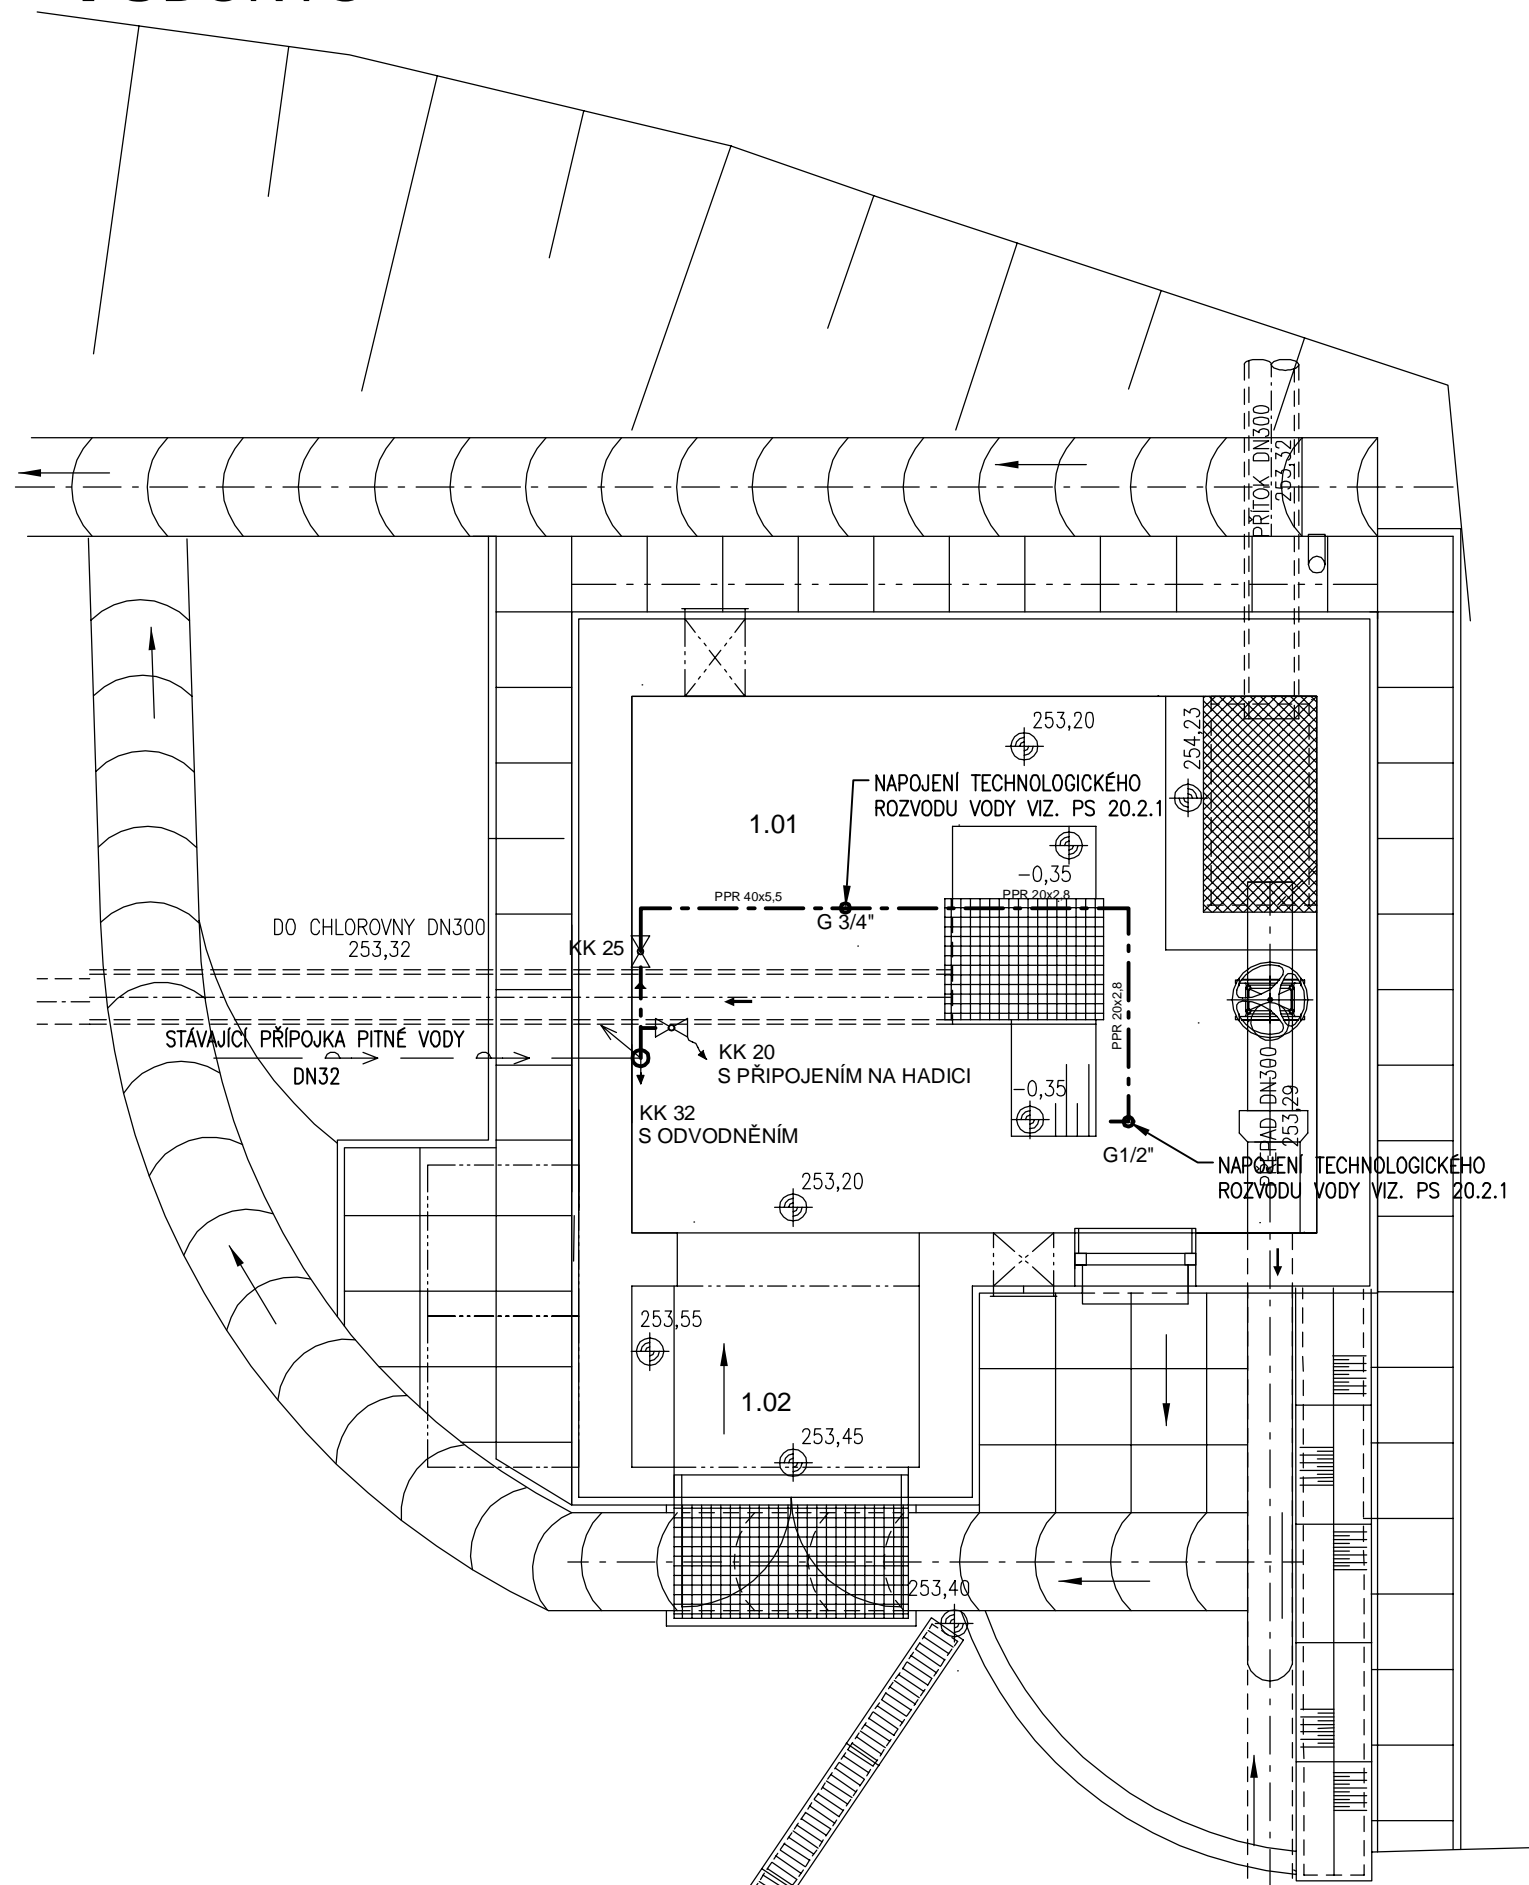 PŘÍTOK DN300
253,32
253,20
254,23
NAPOJENÍ TECHNOLOGICKÉHO
ROZVODU VODY VIZ. PS 20.2.1
1.01
-0,35
PPR 40x5,5
PPR 20x2,8
G 3/4"
DO CHLOROVNY DN300
253,32
KK 25
PPR 20x2,8
STÁVAJÍCÍ PŘÍPOJKA PITNÉ VODY
DN32
KK 20
S PŘIPOJENÍM NA HADICI
KK 32
S ODVODNĚNÍM
-0,35
DN300
253,29
G1/2"
NAPOJENÍ TECHNOLOGICKÉHO
ROZVODU VODY VIZ. PS 20.2.1
253,20
253,55
1.02
253,45
253,40